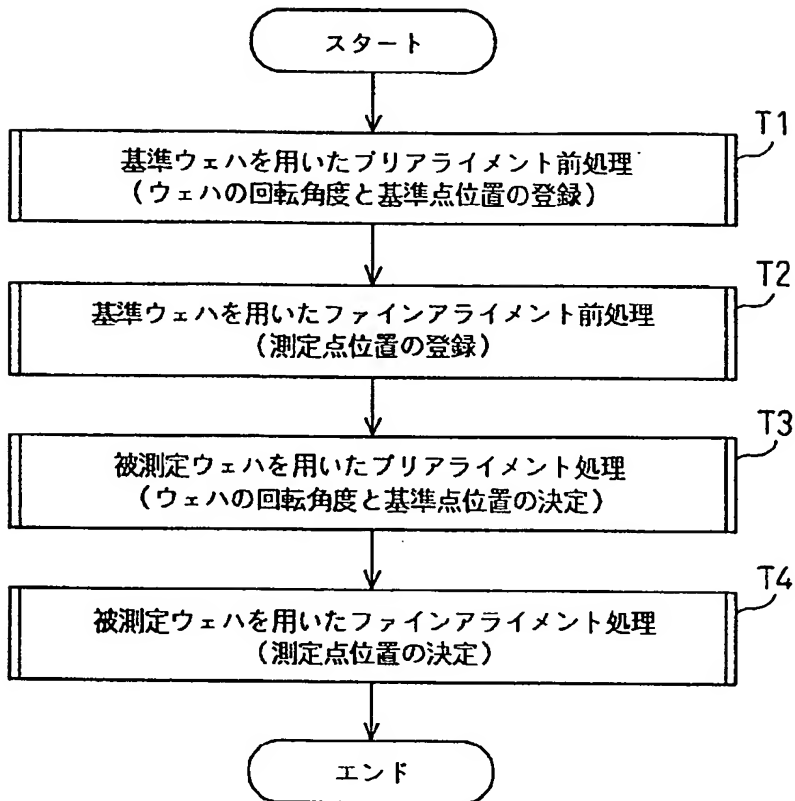 スタート
T1
基準ウェハを用いたプリアライメント前処理
(ウェハの回転角度と基準点位置の登録)
T2
基準ウェハを用いたファインアライメント前処理
(測定点位置の登録)
T3
被測定ウェハを用いたプリアライメント処理
(ウェハの回転角度と基準点位置の決定)
T4
被測定ウェハを用いたファインアライメント処理
(測定点位置の決定)
エンド